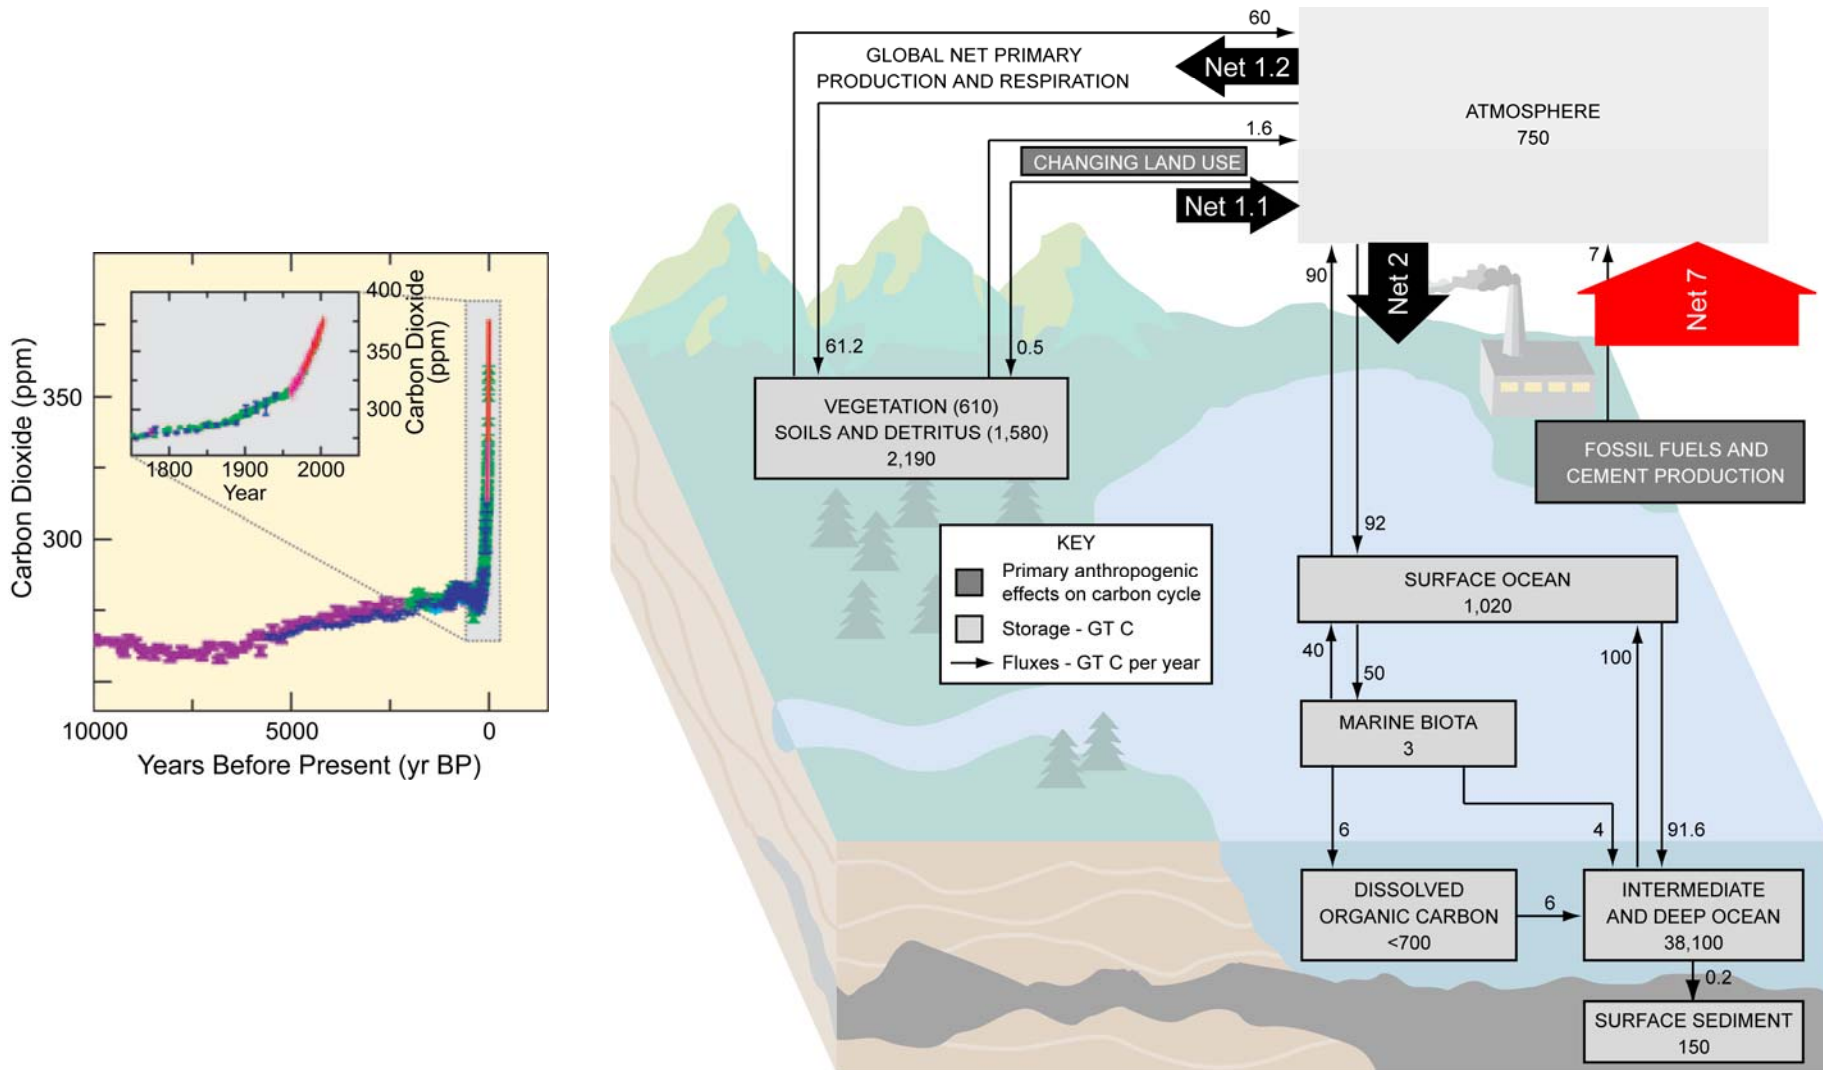 400
350
300
Carbon Dioxide
(ppm)
1800
1900
2000
Year
Carbon Dioxide (ppm)
350
300
10000
5000
0
Years Before Present (yr BP)
60
GLOBAL NET PRIMARY
PRODUCTION AND RESPIRATION
Net 1.2
ATMOSPHERE
750
1.6
CHANGING LAND USE
Net 1.1
61.2
0.5
90
Net 2
7
Net 7
VEGETATION (610)
SOILS AND DETRITUS (1,580)
2,190
FOSSIL FUELS AND
CEMENT PRODUCTION
92
KEY
Primary anthropogenic
effects on carbon cycle
Storage - GT C
Fluxes - GT C per year
SURFACE OCEAN
1,020
40
50
100
91.6
MARINE BIOTA
3
6
4
DISSOLVED
ORGANIC CARBON
<700
6
INTERMEDIATE
AND DEEP OCEAN
38,100
0.2
SURFACE SEDIMENT
150